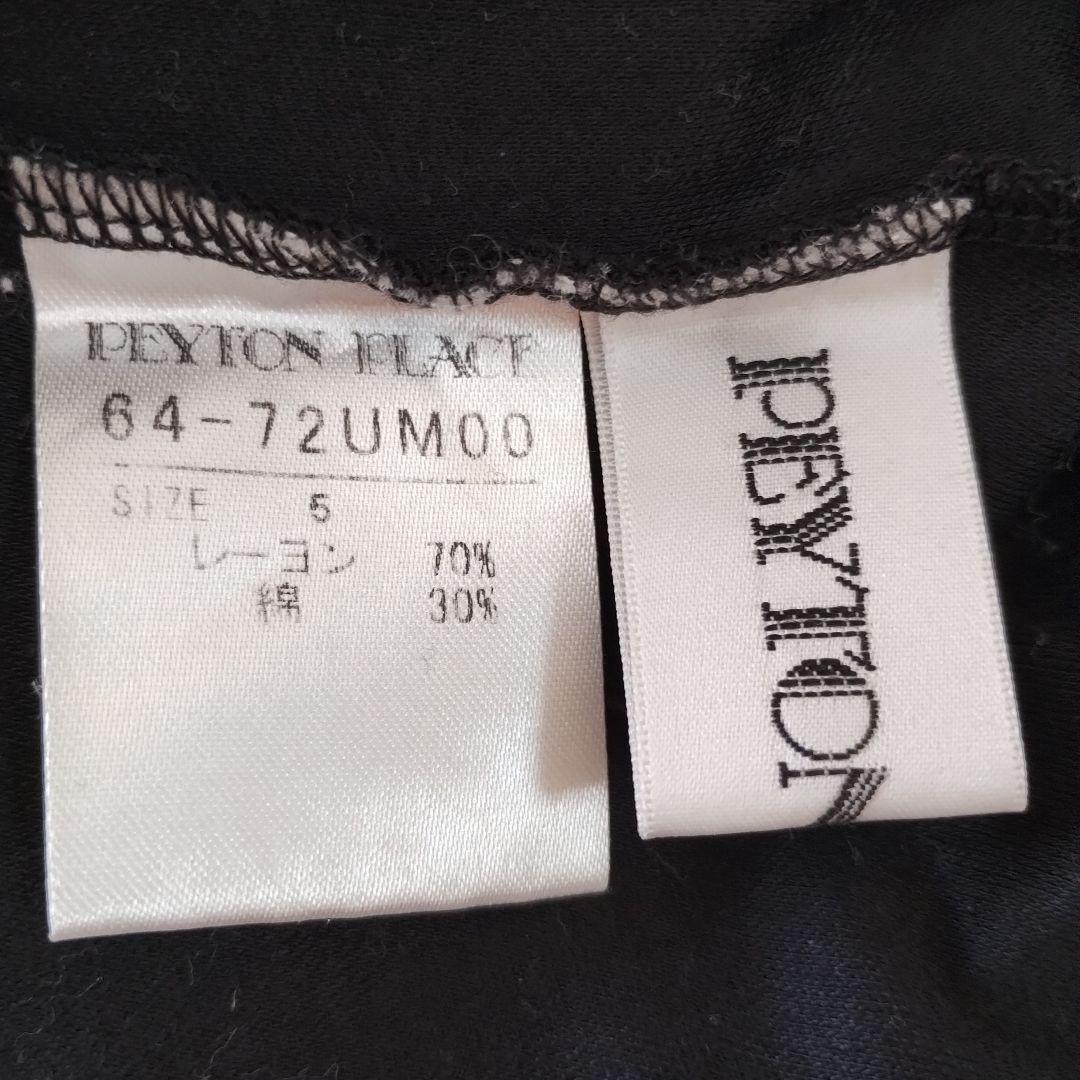 PEYTON PLACE
64-72UM00
SIZE 5
レーヨン 70%
綿 30%
PEYTON